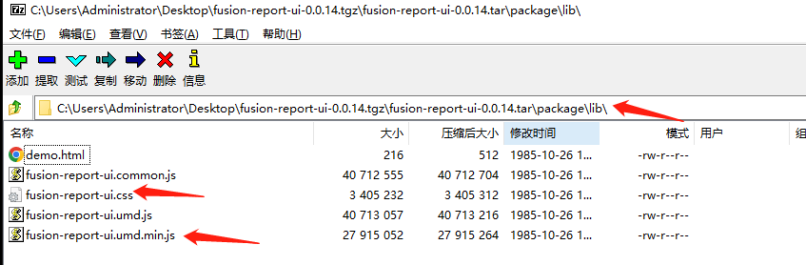 C:\Users\Administrator\Desktop\fusion-report-ui-0.0.14.tgz\fusion-report-ui-0.0.14.tar\package\lib\
文件(F) 编辑(E) 查看(V) 书签(A) 工具(T) 帮助(H)
添加 提取 测试 复制 移动 删除 信息
C:\Users\Administrator\Desktop\fusion-report-ui-0.0.14.tgz\fusion-report-ui-0.0.14.tar\package\lib\
名称 大小 压缩后大小 修改时间 模式 用户 组
demo.html 216 512 1985-10-26 1... -rw-r--r--
fusion-report-ui.common.js 40 712 555 40 712 704 1985-10-26 1... -rw-r--r--
fusion-report-ui.css 3 405 232 3 405 312 1985-10-26 1... -rw-r--r--
fusion-report-ui.umd.js 40 713 057 40 713 216 1985-10-26 1... -rw-r--r--
fusion-report-ui.umd.min.js 27 915 052 27 915 264 1985-10-26 1... -rw-r--r--